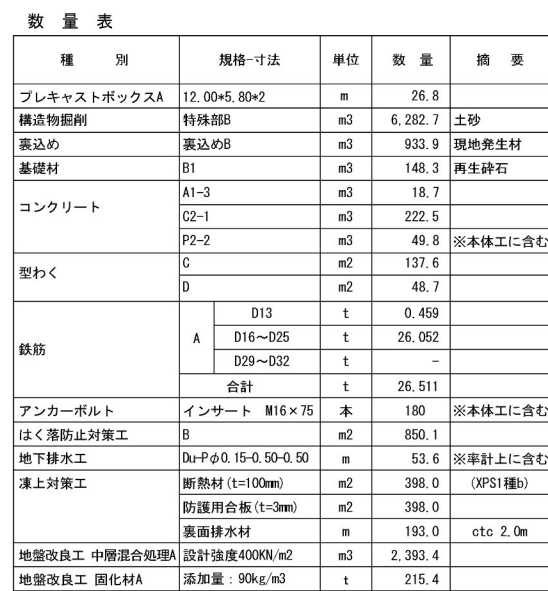 数 量 表
種 別 規格-寸法 単位 数 量 摘 要
プレキャストボックスA 12.00*5.80*2 m 26.8
構造物掘削 特殊部B m3 6,282.7 土砂
裏込め 裏込めB m3 933.9 現地発生材
基礎材 B1 m3 148.3 再生砕石
コンクリート A1-3 m3 18.7
C2-1 m3 222.5
P2-2 m3 49.8 ※本体工に含む
型わく C m2 137.6
D m2 48.7
鉄筋 A D13 t 0.459
D16～D25 t 26.052
D29～D32 t -
合計 t 26.511
アンカーボルト インサート M16×75 本 180 ※本体工に含む
はく落防止対策工 B m2 850.1
地下排水工 Du-Pφ0.15-0.50-0.50 m 53.6 ※率計上に含む
凍上対策工 断熱材(t=100mm) m2 398.0 (XPS1種b)
防護用合板(t=3mm) m2 398.0
裏面排水材 m 193.0 ctc 2.0m
地盤改良工 中層混合処理A 設計強度400KN/m2 m3 2,393.4
地盤改良工 固化材A 添加量：90kg/m3 t 215.4